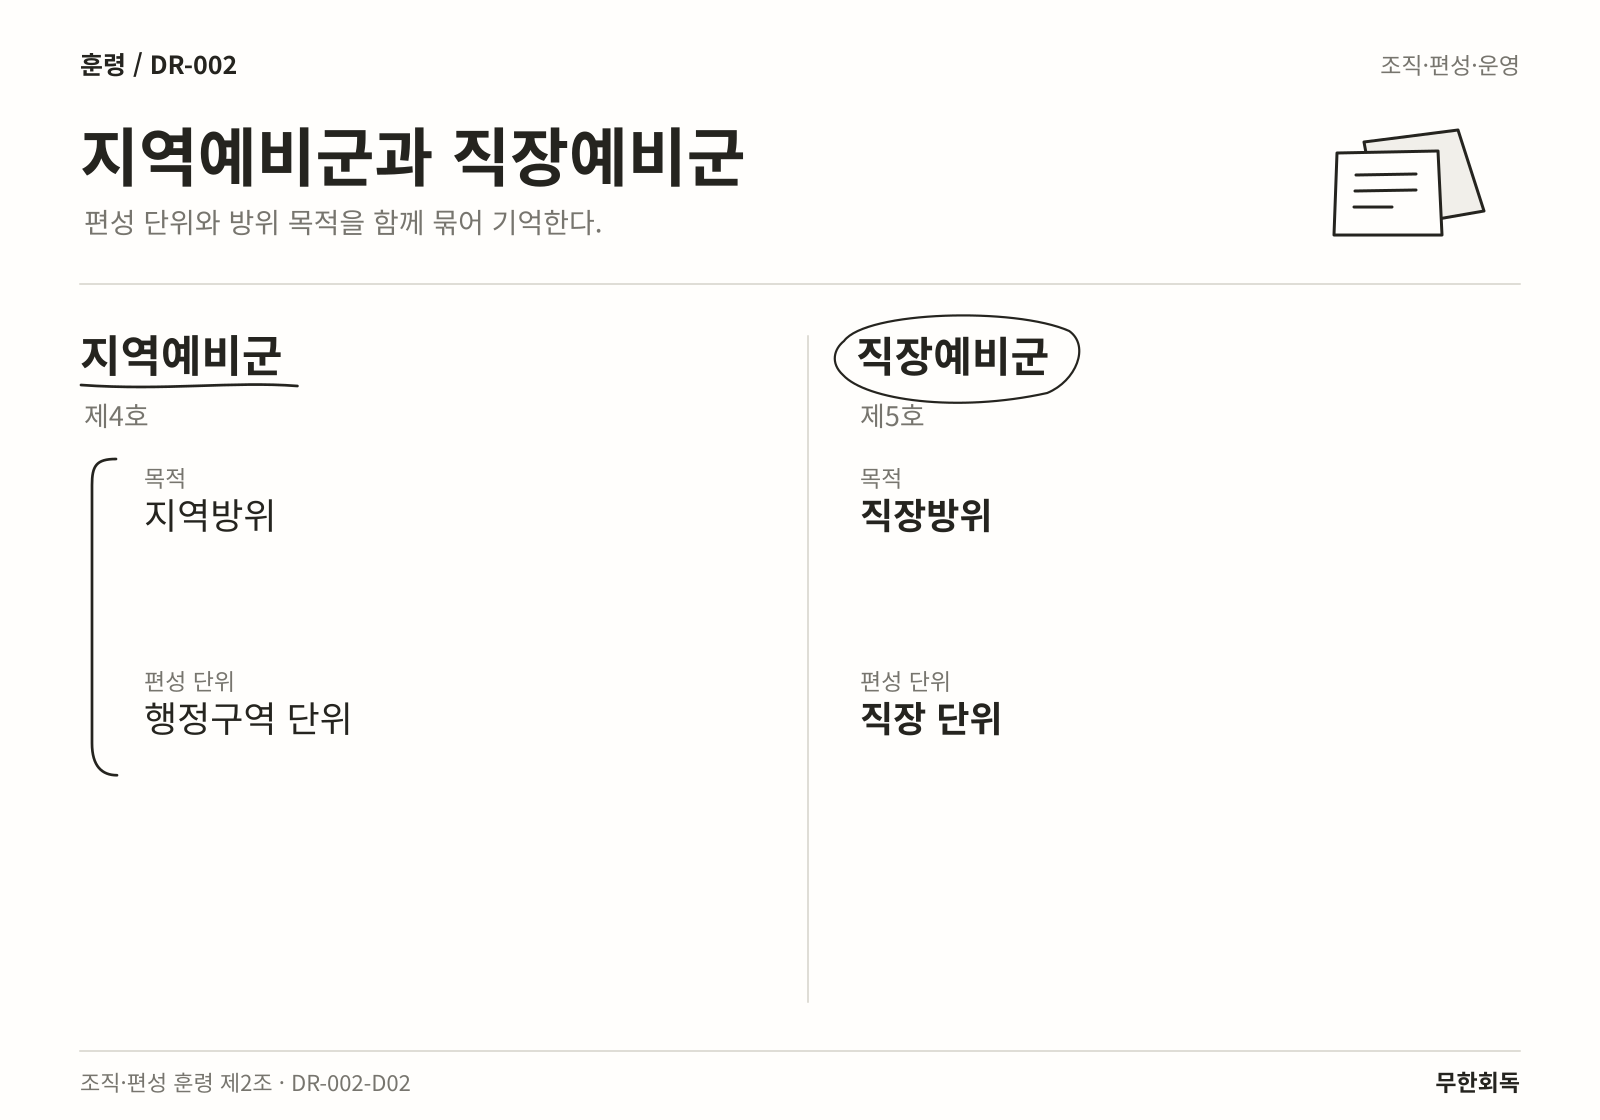 훈령 / DR-002
조직·편성·운영
지역예비군과 직장예비군
편성 단위와 방위 목적을 함께 묶어 기억한다.
지역예비군
제4호
목적
지역방위
편성 단위
행정구역 단위
직장예비군
제5호
목적
직장방위
편성 단위
직장 단위
조직·편성 훈령 제2조 · DR-002-D02
무한회독